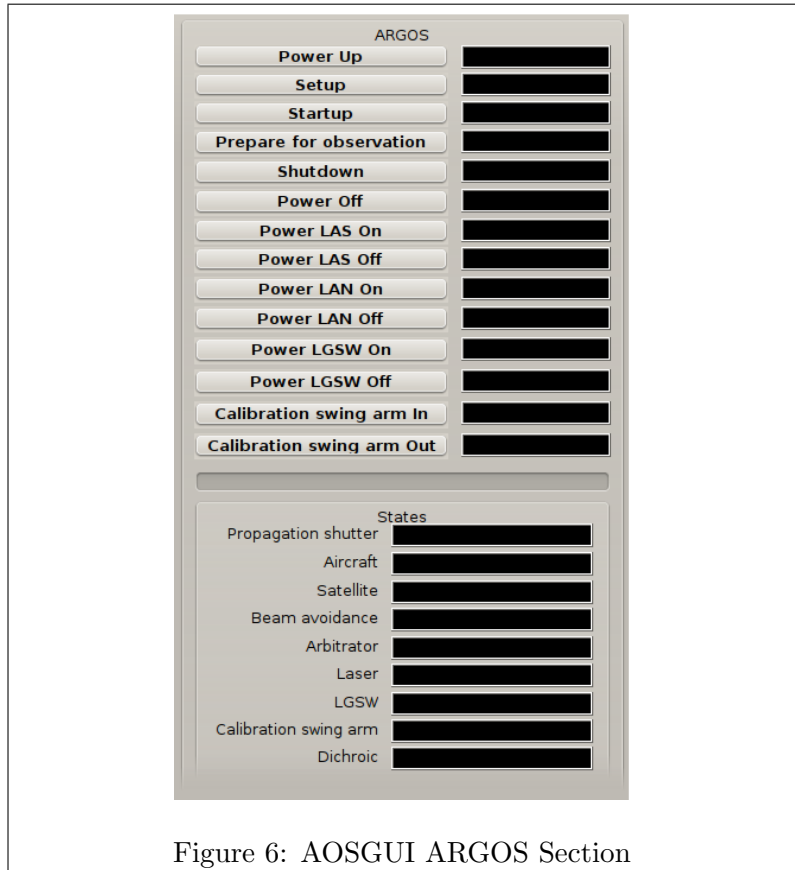 ARGOS
Power Up
Setup
Startup
Prepare for observation
Shutdown
Power Off
Power LAS On
Power LAS Off
Power LAN On
Power LAN Off
Power LGSW On
Power LGSW Off
Calibration swing arm In
Calibration swing arm Out
States
Propagation shutter
Aircraft
Satellite
Beam avoidance
Arbitrator
Laser
LGSW
Calibration swing arm
Dichroic
Figure 6: AOSGUI ARGOS Section